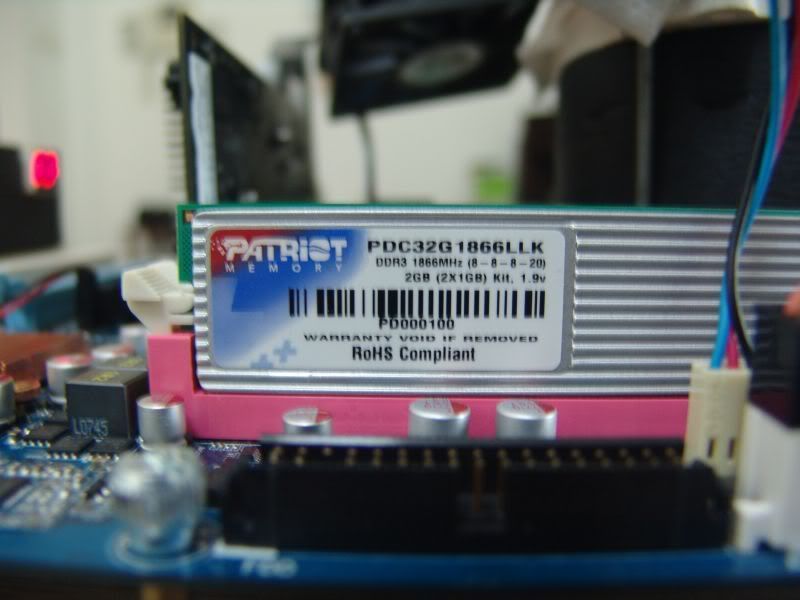 PATRIOT
MEMORY
PDC32G1866LLK
DDR3 1866MHz (8-8-8-20)
2GB (2X1GB) Kit, 1.9v
PD000100
WARRANTY VOID IF REMOVED
RoHS Compliant
L0745